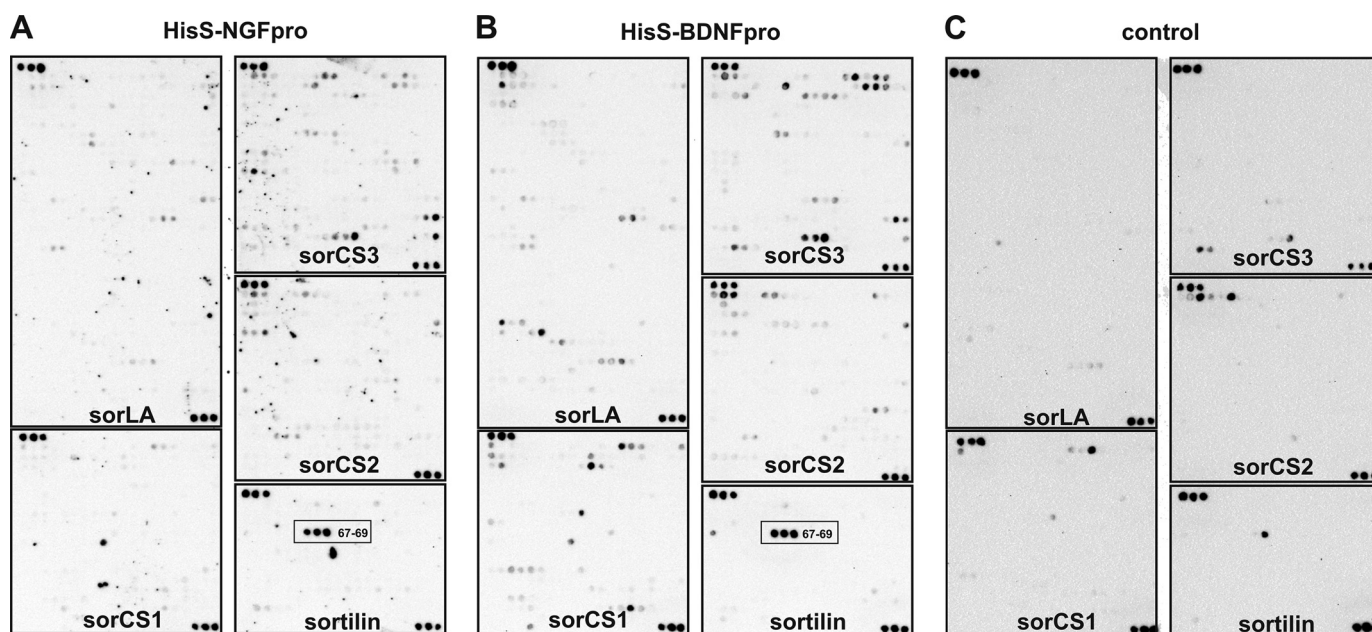 A HisS-NGFpro
B HisS-BDNFpro
C control
sorCS3
sorLA
sorCS2
67-69
sorCS1
sortilin
sorCS3
sorLA
sorCS2
67-69
sorCS1
sortilin
sorCS3
sorLA
sorCS2
sorCS1
sortilin